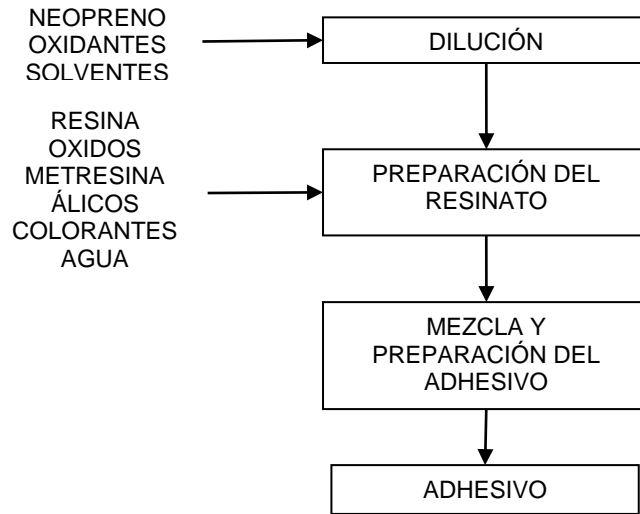 NEOPRENO
OXIDANTES
SOLVENTES
DILUCIÓN
RESINA
OXIDOS
METRESINA
ÁLICOS
COLORANTES
AGUA
PREPARACIÓN DEL
RESINATO
MEZCLA Y
PREPARACIÓN DEL
ADHESIVO
ADHESIVO